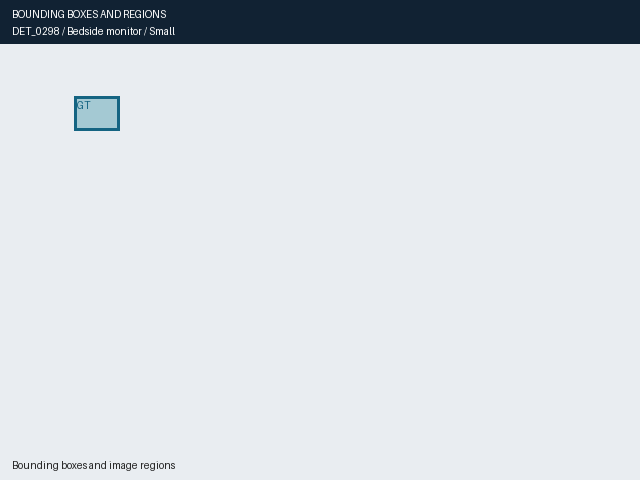 BOUNDING BOXES AND REGIONS
DET_0298 / Bedside monitor / Small
GT
Bounding boxes and image regions